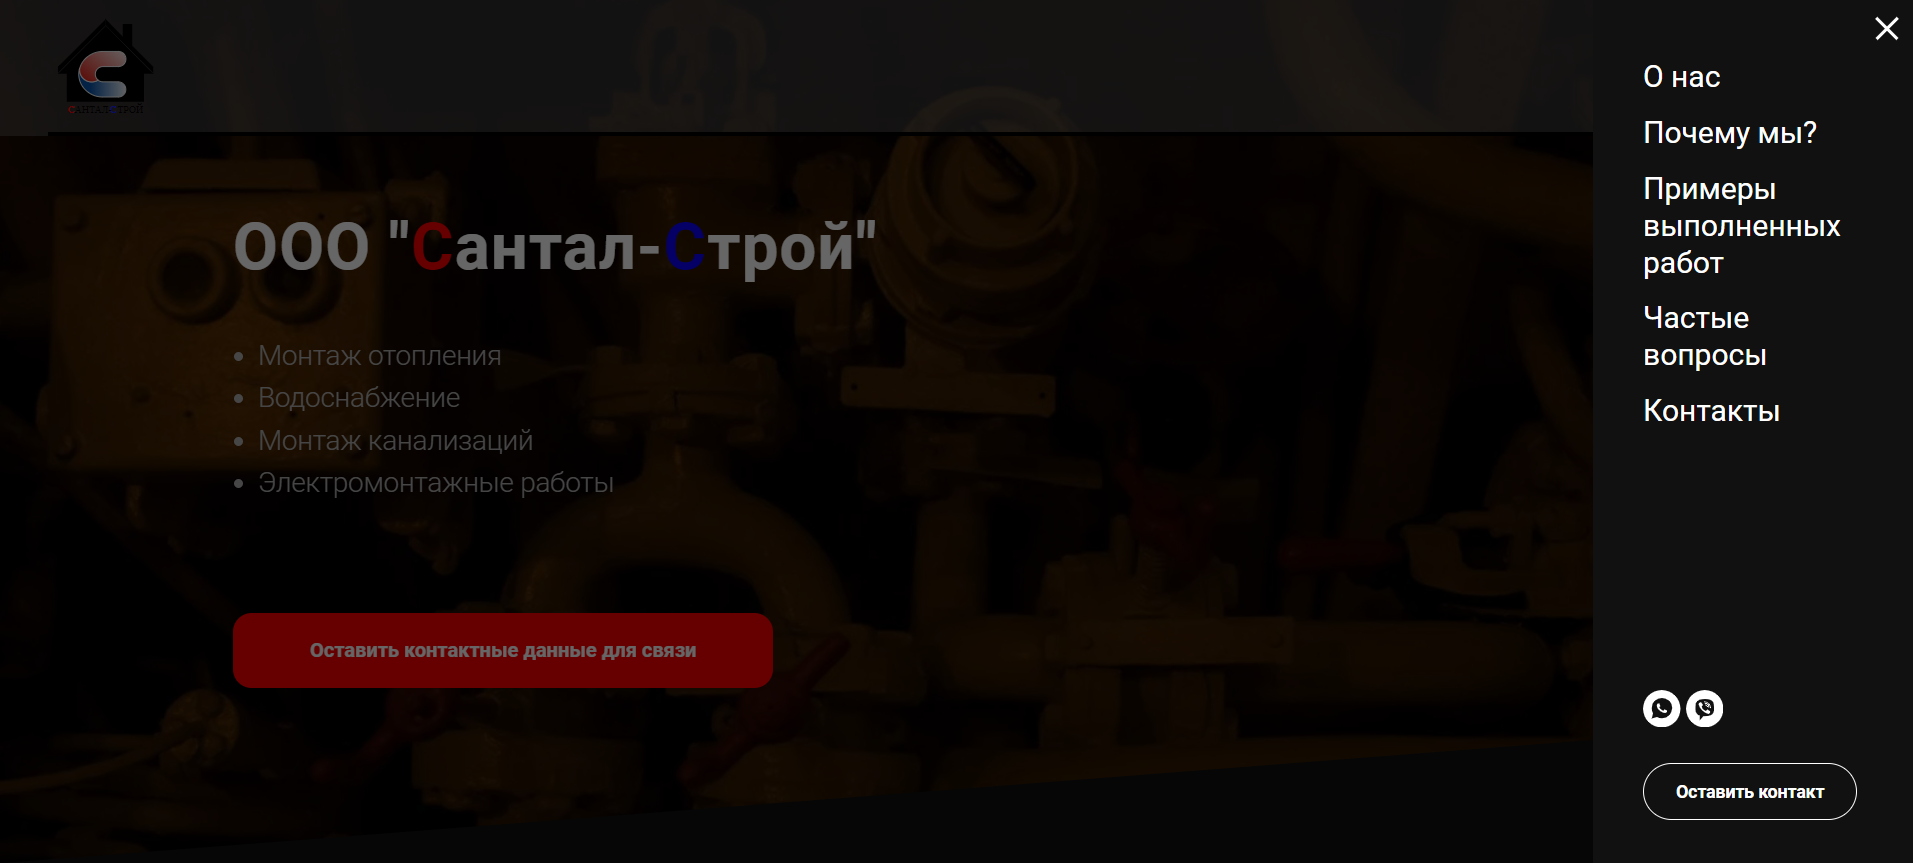 САНТАЛ-СТРОЙ
ООО "Сантал-Строй"
Монтаж отопления
Водоснабжение
Монтаж канализаций
Электромонтажные работы
Оставить контактные данные для связи
О нас
Почему мы?
Примеры
выполненных
работ
Частые
вопросы
Контакты
Оставить контакт